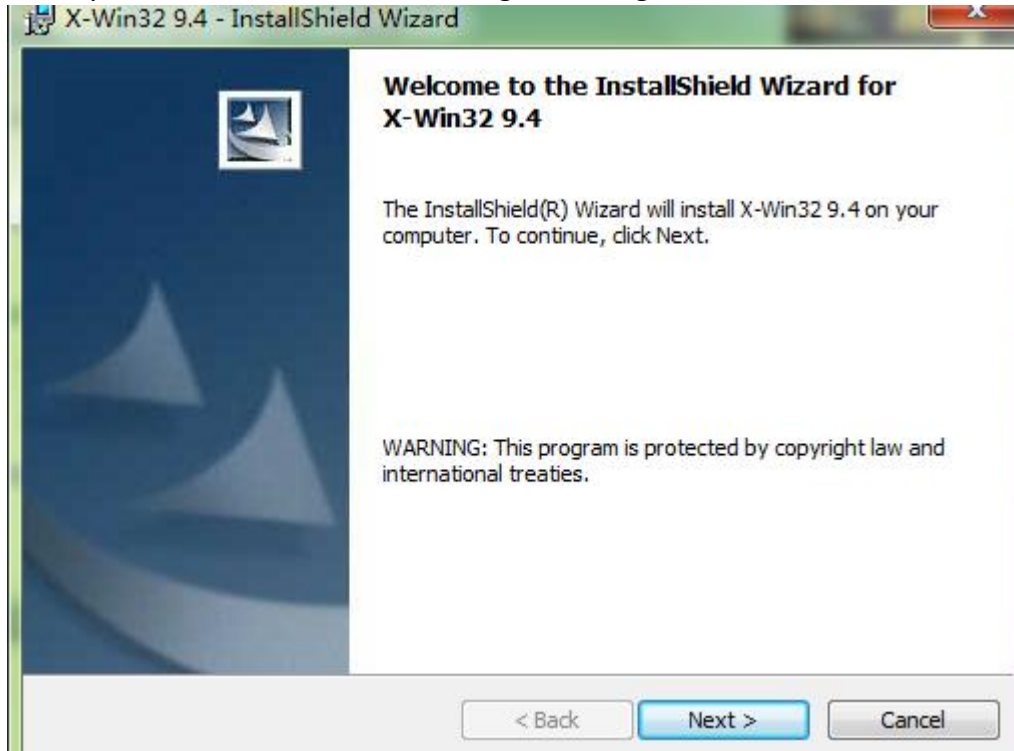 X-Win32 9.4 - InstallShield Wizard
Welcome to the InstallShield Wizard for
X-Win32 9.4
The InstallShield(R) Wizard will install X-Win32 9.4 on your
computer. To continue, click Next.
WARNING: This program is protected by copyright law and
international treaties.
< Back
Next >
Cancel